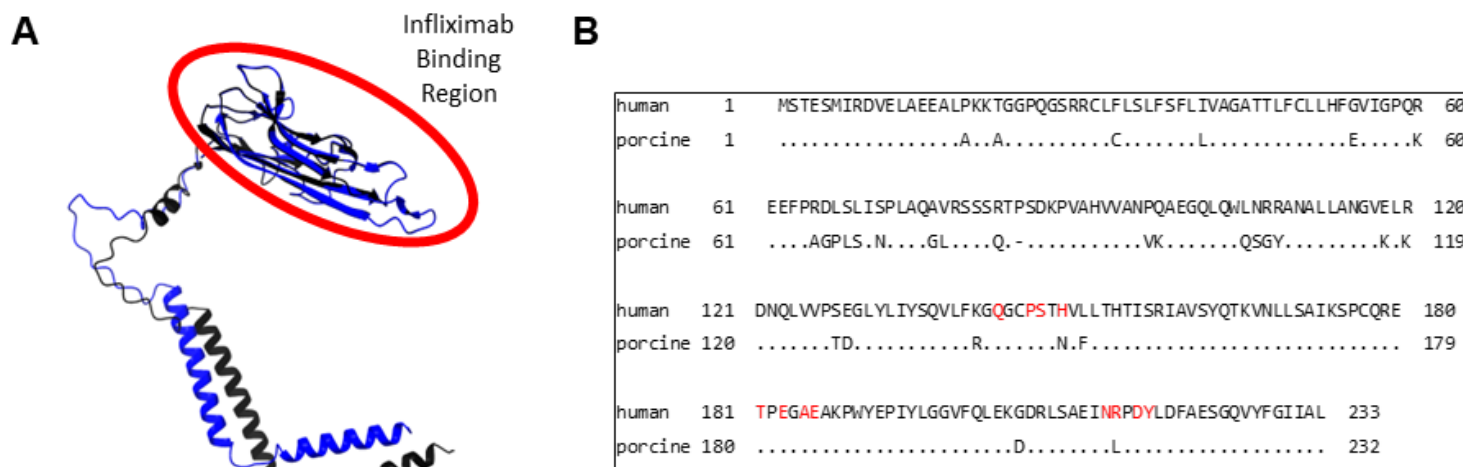 A
Infliximab
Binding
Region
B
human 1 MSTESMIRDVELAEEALPKKTGGPQGSRRCLFLSLFSFLIVAGATTLFCLLHFGVIGPQR 60
porcine 1 .................A..A..........C.......L.............E.....K 60
human 61 EEFPRDLSLISPLAQAVRSSSRTPSDKPVAHVVANPQAEGQLQWLNRRANALLANGVELR 120
porcine 61 ....AGPLS.N....GL....Q.-...........VK.......QSGY.........K.K 119
human 121 DNQLVVPSEGLYLIYSQVLFKGQGCPSTHVLLTHTISRIAVSYQTKVNLLSAIKSPCQRE 180
porcine 120 .......TD...........R.......N.F............................. 179
human 181 TPEGAEAKPWYEPIYLGGVFQLEKGDRLSAEINRPDYLDFAESGQVYFGIIAL 233
porcine 180 ........................D........L................... 232